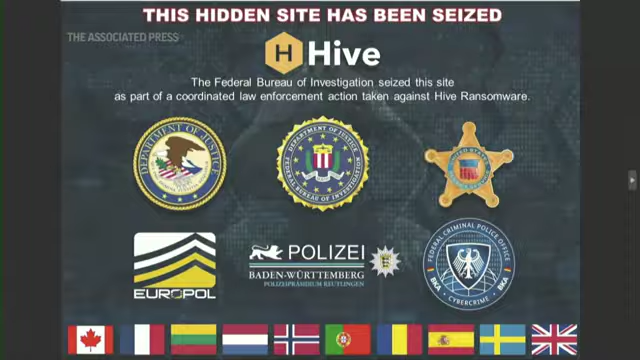 THIS HIDDEN SITE HAS BEEN SEIZED
THE ASSOCIATED PRESS
H Hive
The Federal Bureau of Investigation seized this site
as part of a coordinated law enforcement action taken against Hive Ransomware.
DEPARTMENT OF JUSTICE
DEPARTMENT OF JUSTICE
FEDERAL BUREAU OF INVESTIGATION
UNITED STATES
EUROPOL
POLIZEI
BADEN-WÜRTTEMBERG
POLIZEIPRÄSIDIUM REUTLINGEN
FEDERAL CRIMINAL POLICE OFFICE
BKA CYBERCRIME BKA